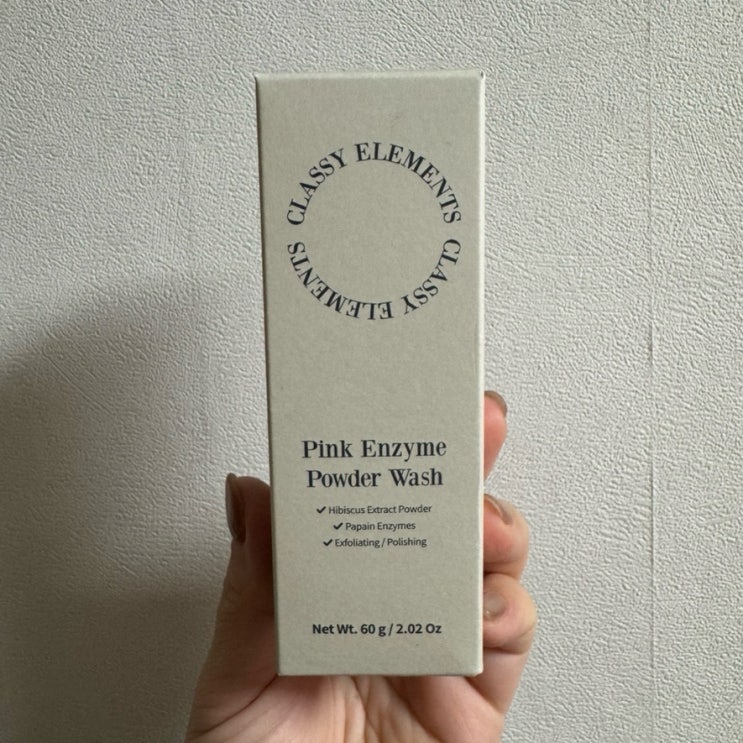 CLASSY ELEMENTS
CLASSY ELEMENTS
Pink Enzyme
Powder Wash
✓ Hibiscus Extract Powder
✓ Papain Enzymes
✓ Exfoliating / Polishing
Net Wt. 60 g / 2.02 Oz